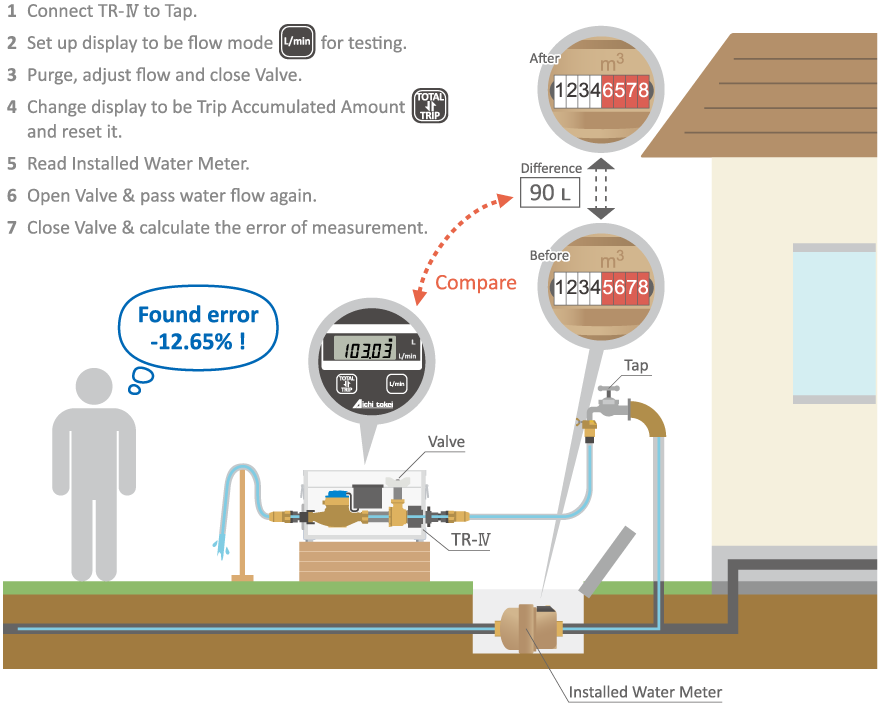 1 Connect TR-Ⅳ to Tap.
2 Set up display to be flow mode L/min for testing.
3 Purge, adjust flow and close Valve.
4 Change display to be Trip Accumulated Amount TOTAL TRIP
and reset it.
5 Read Installed Water Meter.
6 Open Valve & pass water flow again.
7 Close Valve & calculate the error of measurement.
After
m³
12346578
Difference
90 L
Before
m³
12345678
Compare
Found error
-12.65% !
103.03 L
L/min
TOTAL TRIP
L/min
Aichi tokei
Tap
Valve
TR-Ⅳ
Installed Water Meter